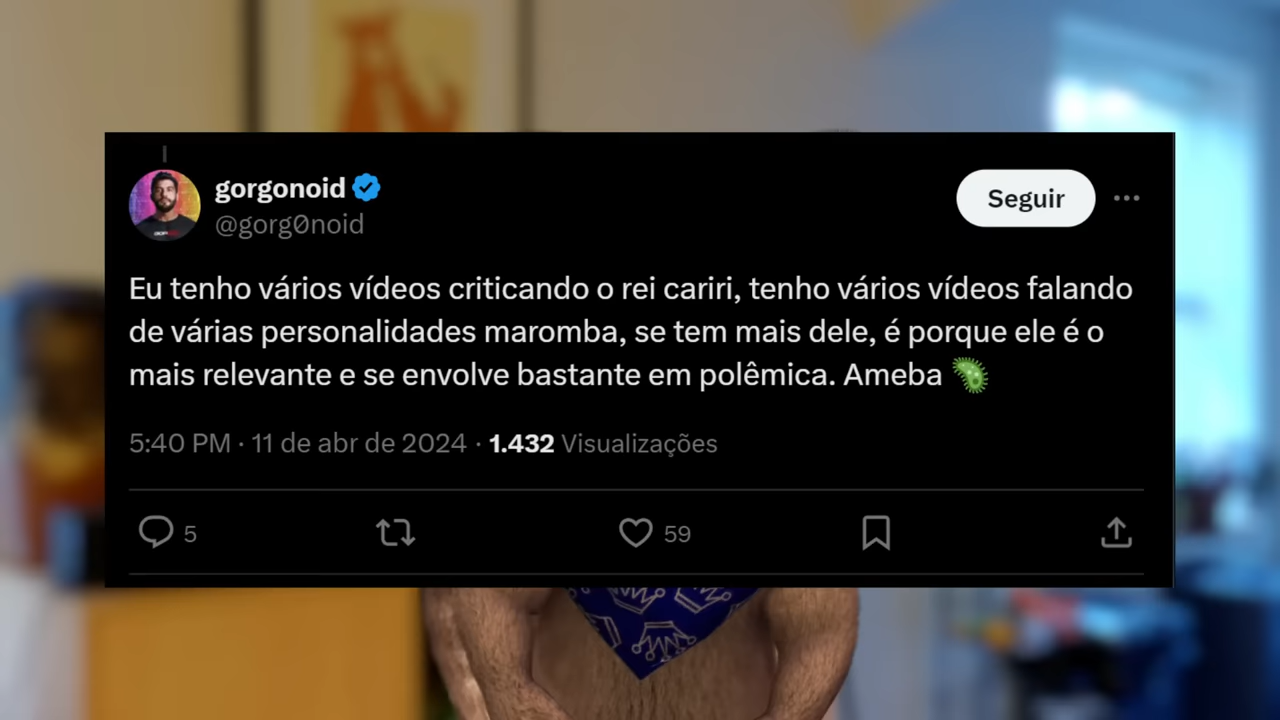 gorgonoid
@gorg0noid
Seguir
Eu tenho vários vídeos criticando o rei cariri, tenho vários vídeos falando
de várias personalidades maromba, se tem mais dele, é porque ele é o
mais relevante e se envolve bastante em polêmica. Ameba 🦠
5:40 PM · 11 de abr de 2024 · 1.432 Visualizações
5
59